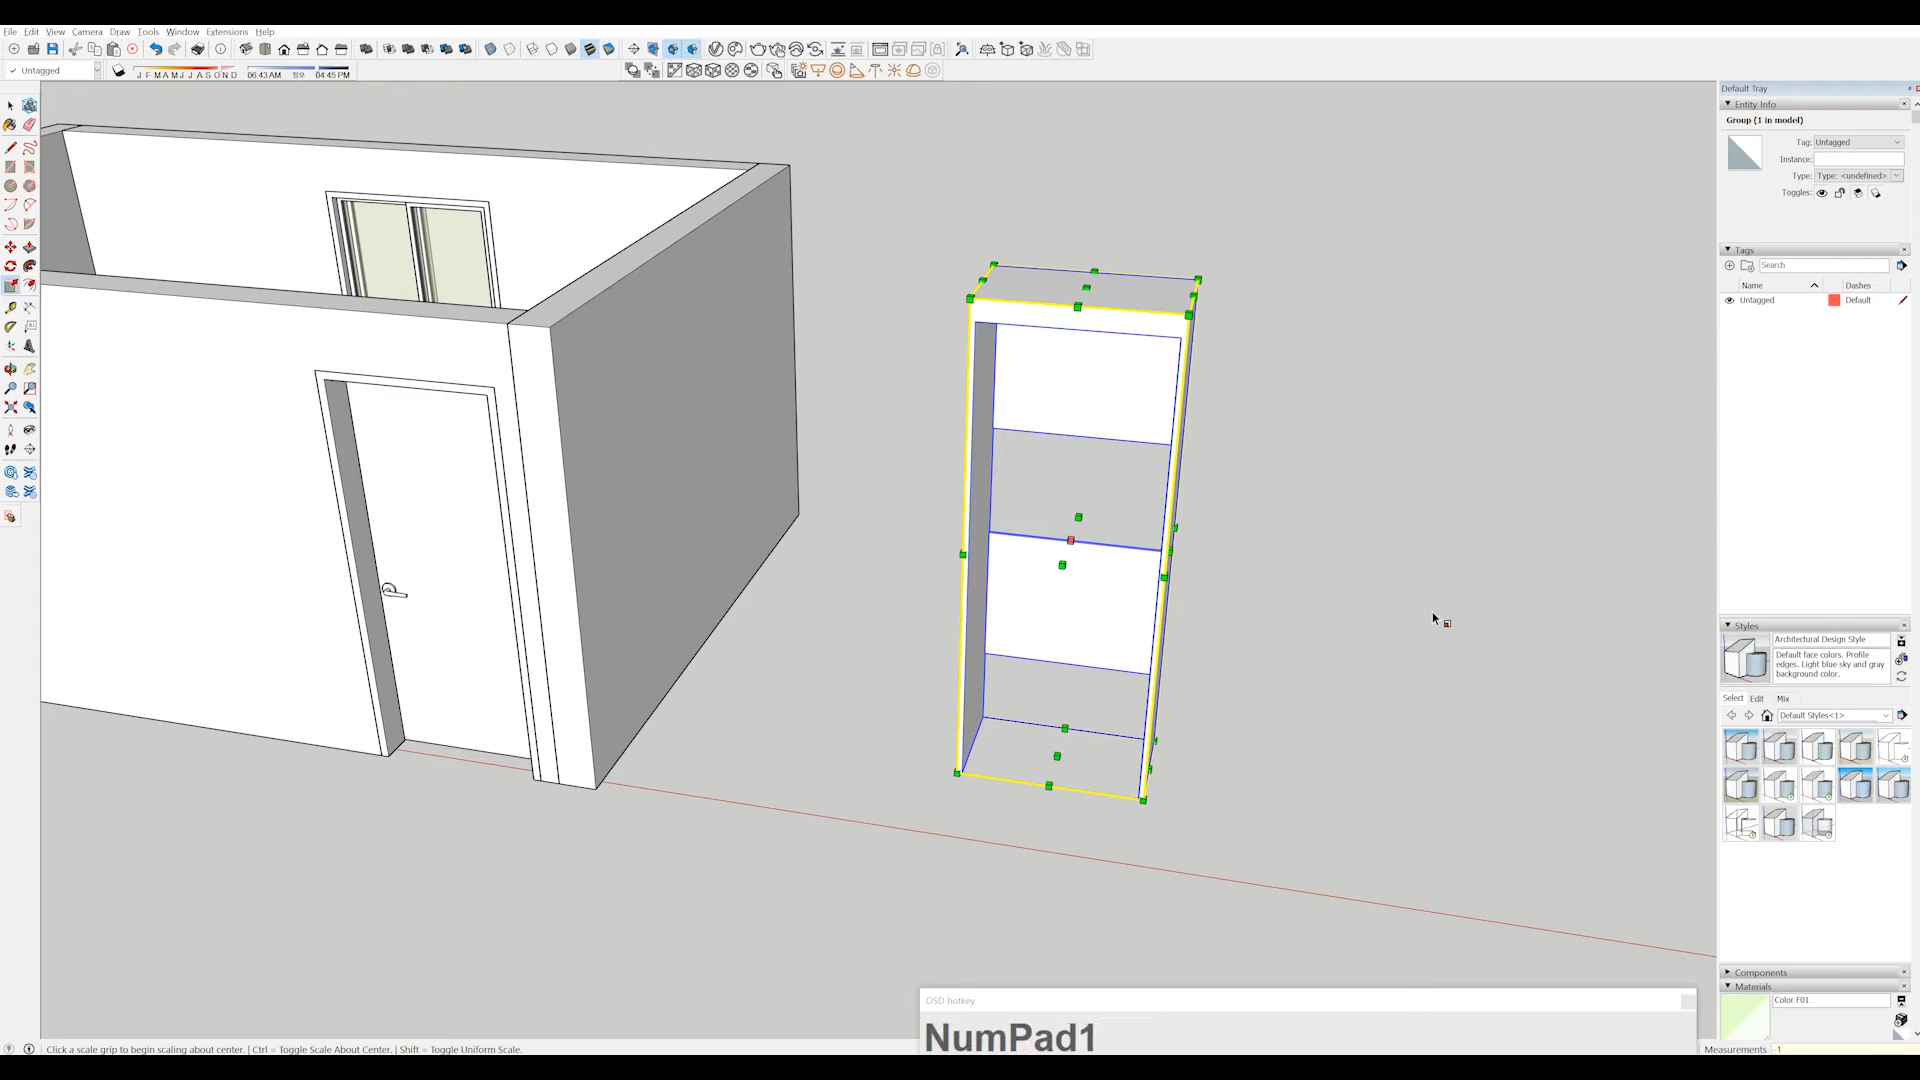 File Edit View Camera Draw Tools Window Extensions Help
Untagged
J F M A M J J A S O N D
06:43 AM 정오 04:45 PM
Default Tray
Entity Info
Group (1 in model)
Tag: Untagged
Instance:
Type: Type: <undefined>
Toggles:
Tags
Search
Name Dashes
Untagged Default
Styles
Architectural Design Style
Default face colors. Profile
edges. Light blue sky and gray
background color.
Select Edit Mix
Default Styles<1>
Components
Materials
Color F01
OSD hotkey
NumPad1
Click a scale grip to begin scaling about center. | Ctrl = Toggle Scale About Center. | Shift = Toggle Uniform Scale.
Measurements -1